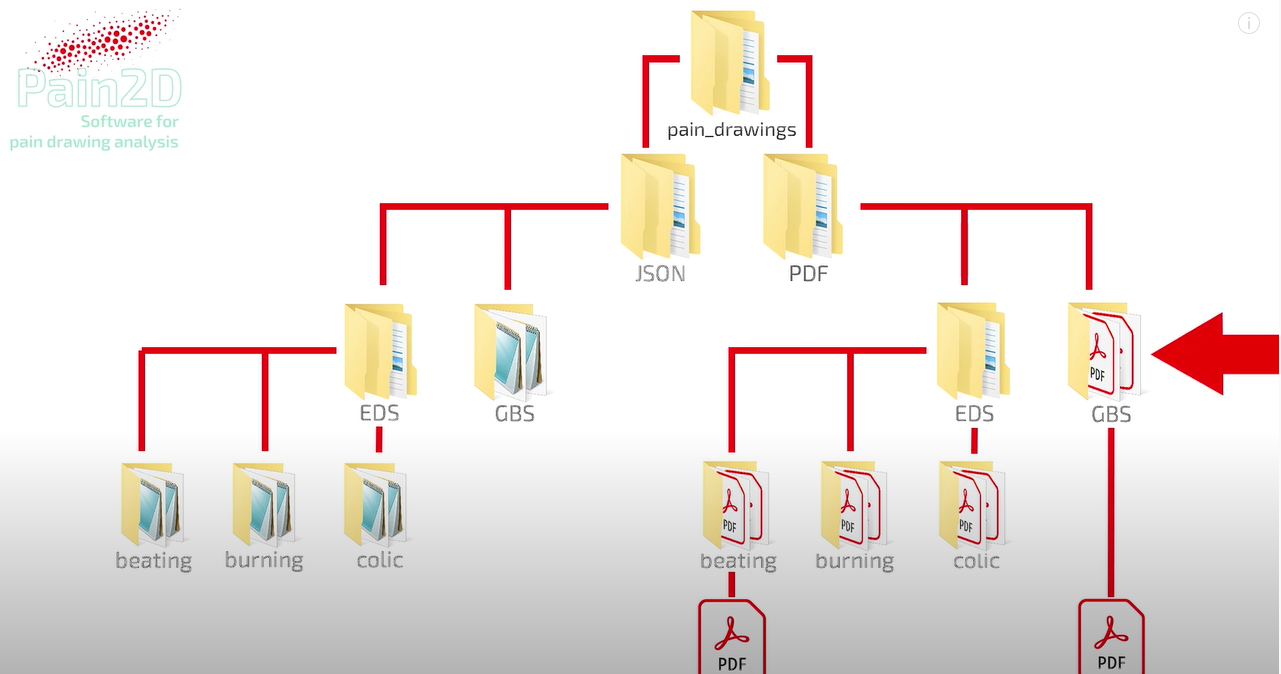 Pain2D
Software for
pain drawing analysis
pain_drawings
JSON
PDF
EDS
GBS
EDS
PDF
GBS
beating
burning
colic
PDF
beating
PDF
burning
PDF
colic
PDF
PDF